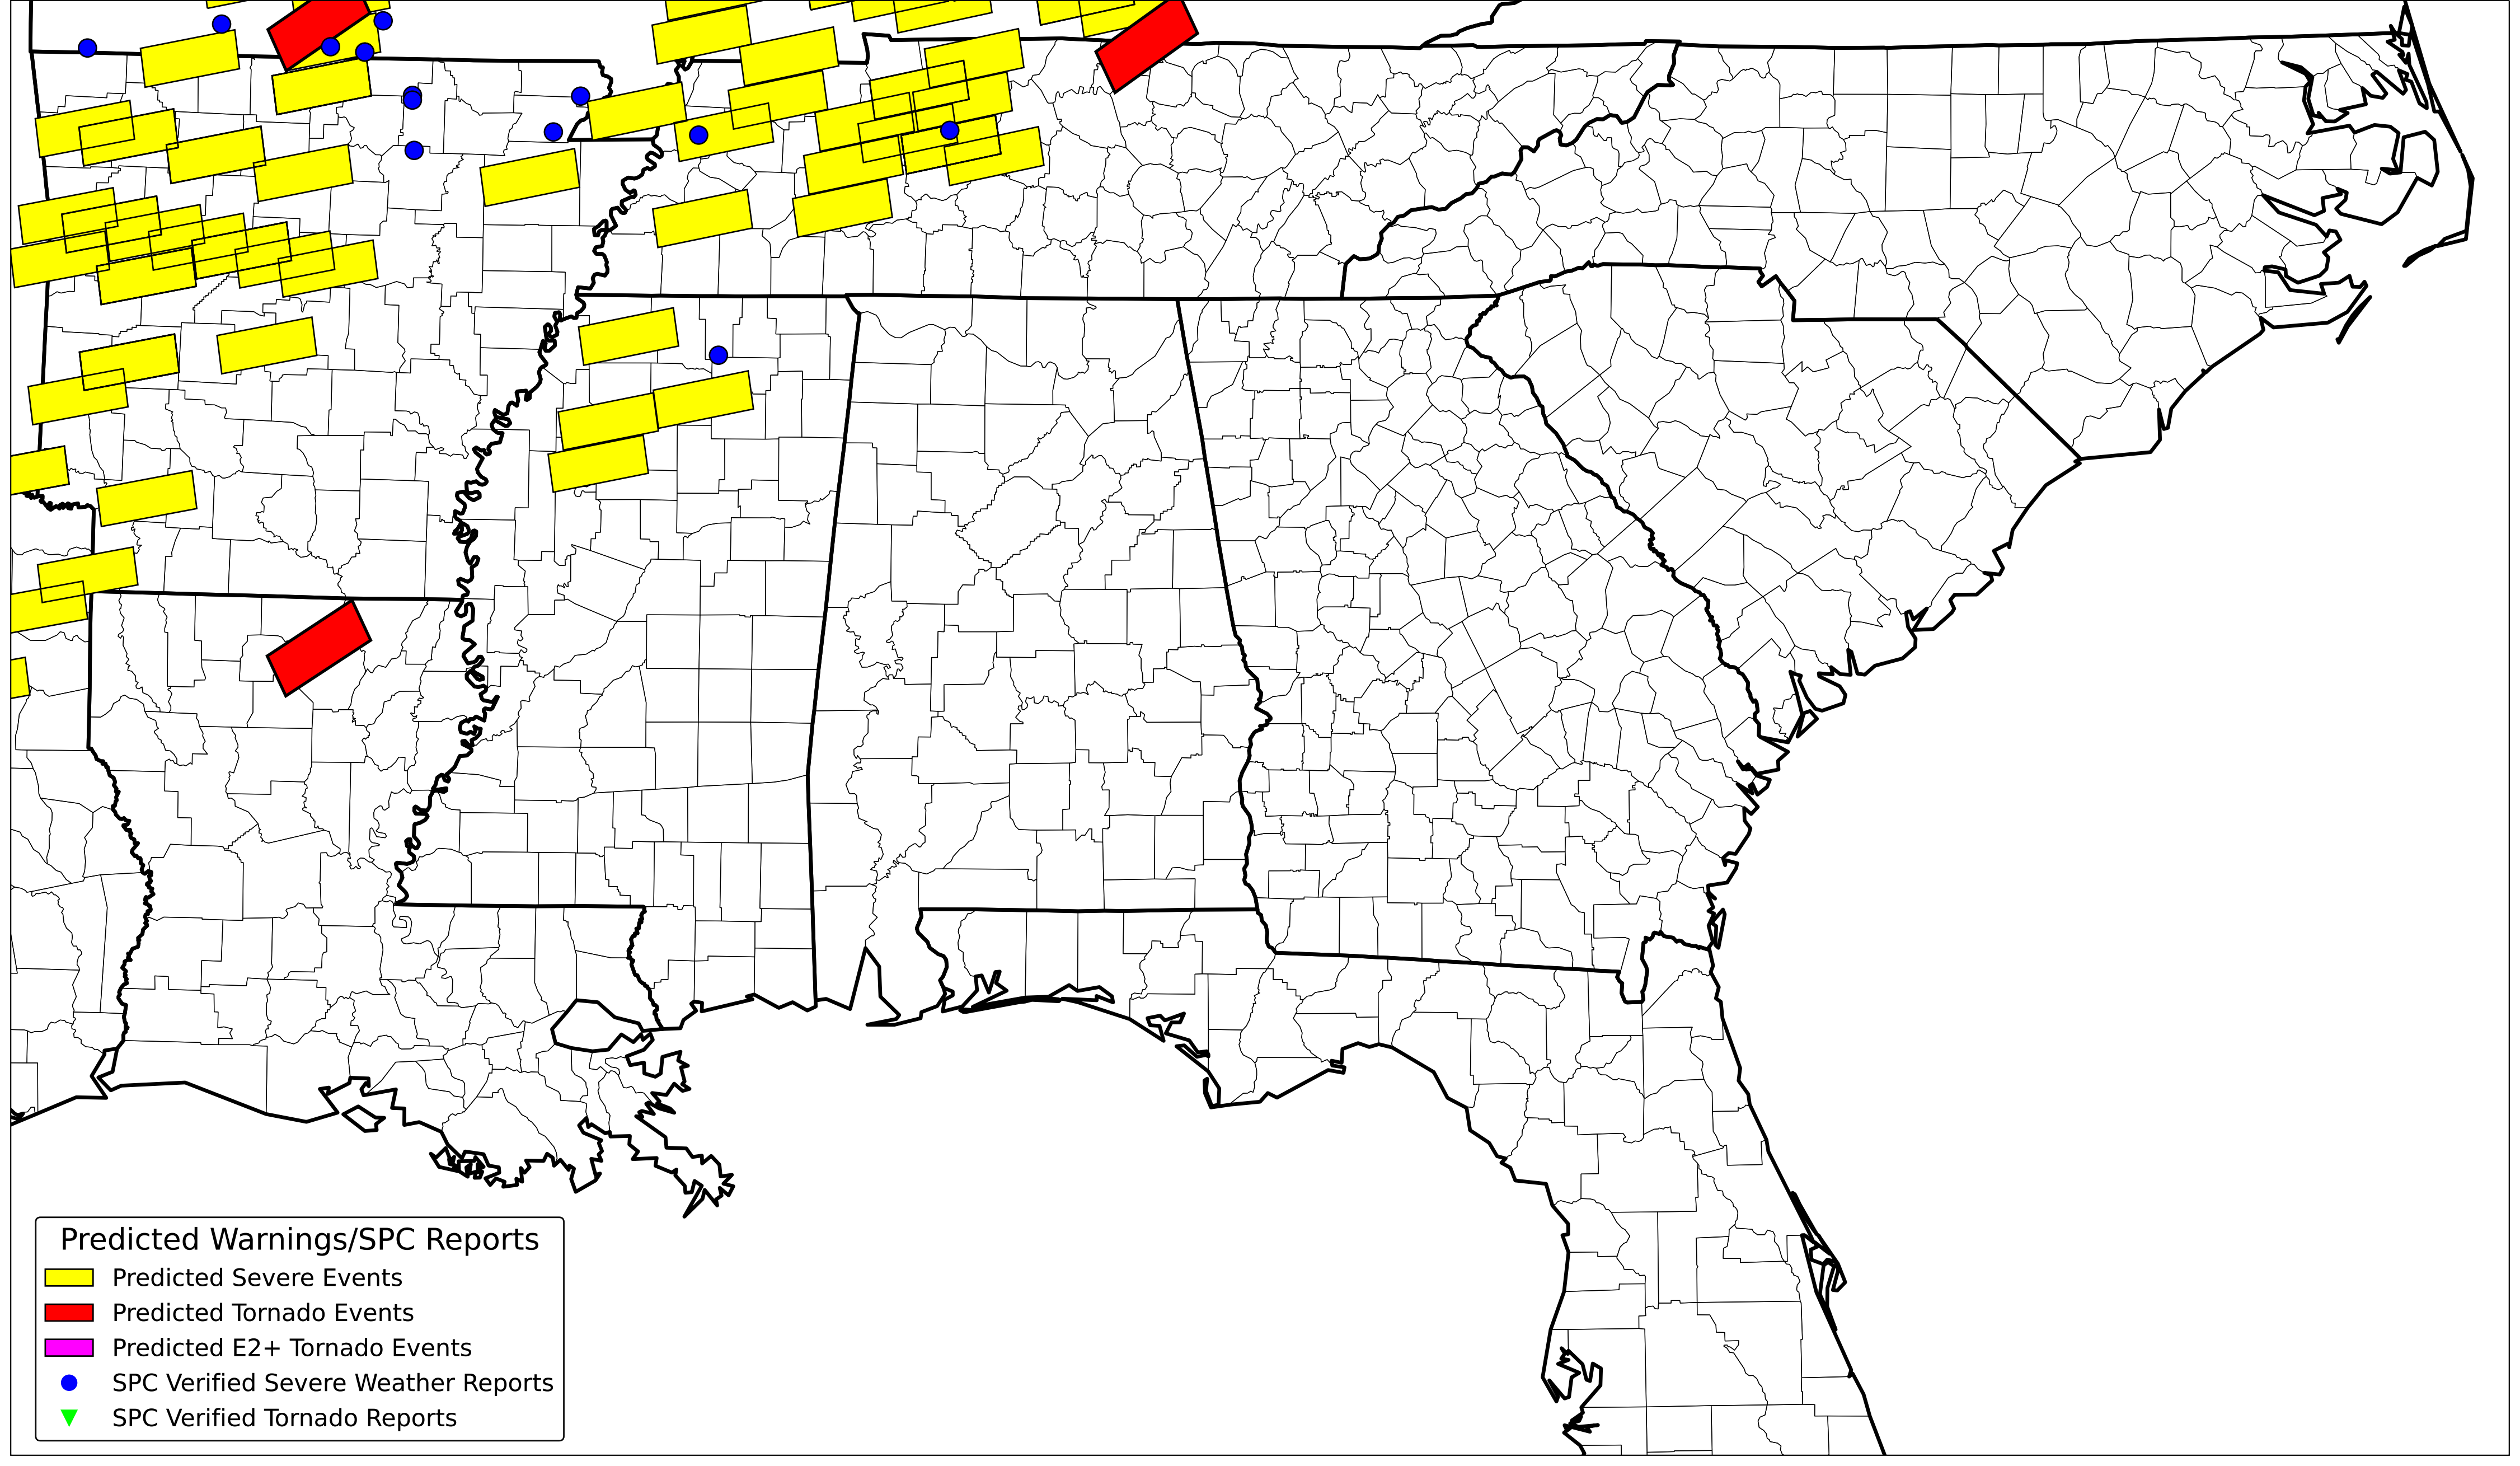 Predicted Warnings/SPC Reports
Predicted Severe Events
Predicted Tornado Events
Predicted E2+ Tornado Events
SPC Verified Severe Weather Reports
SPC Verified Tornado Reports